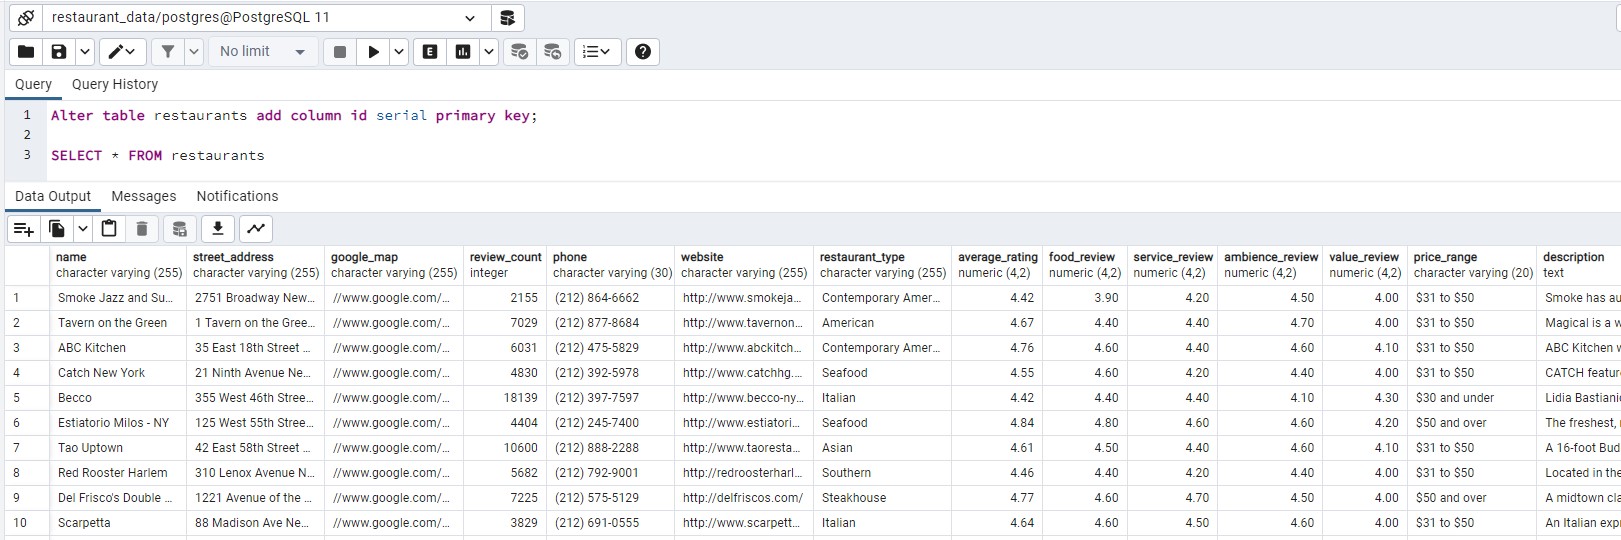 restaurant_data/postgres@PostgreSQL 11
No limit
E
Query Query History
1 Alter table restaurants add column id serial primary key;
2
3 SELECT * FROM restaurants
Data Output Messages Notifications
name street_address google_map review_count phone website restaurant_type average_rating food_review service_review ambience_review value_review price_range description
character varying (255) character varying (255) character varying (255) integer character varying (30) character varying (255) character varying (255) numeric (4,2) numeric (4,2) numeric (4,2) numeric (4,2) numeric (4,2) character varying (20) text
1 Smoke Jazz and Su... 2751 Broadway New... //www.google.com/... 2155 (212) 864-6662 http://www.smokeja... Contemporary Amer... 4.42 3.90 4.20 4.50 4.00 $31 to $50 Smoke has au
2 Tavern on the Green 1 Tavern on the Gree... //www.google.com/... 7029 (212) 877-8684 http://www.tavernon... American 4.67 4.40 4.40 4.70 4.00 $31 to $50 Magical is a w
3 ABC Kitchen 35 East 18th Street ... //www.google.com/... 6031 (212) 475-5829 http://www.abckitch... Contemporary Amer... 4.76 4.60 4.40 4.60 4.10 $31 to $50 ABC Kitchen w
4 Catch New York 21 Ninth Avenue Ne... //www.google.com/... 4830 (212) 392-5978 http://www.catchhg.... Seafood 4.55 4.60 4.20 4.40 4.00 $31 to $50 CATCH featur
5 Becco 355 West 46th Stree... //www.google.com/... 18139 (212) 397-7597 http://www.becco-ny... Italian 4.42 4.40 4.40 4.10 4.30 $30 and under Lidia Bastiani
6 Estiatorio Milos - NY 125 West 55th Stree... //www.google.com/... 4404 (212) 245-7400 http://www.estiatori... Seafood 4.84 4.80 4.60 4.60 4.20 $50 and over The freshest,
7 Tao Uptown 42 East 58th Street ... //www.google.com/... 10600 (212) 888-2288 http://www.taoresta... Asian 4.61 4.50 4.40 4.60 4.10 $31 to $50 A 16-foot Bud
8 Red Rooster Harlem 310 Lenox Avenue N... //www.google.com/... 5682 (212) 792-9001 http://redroosterharl... Southern 4.46 4.40 4.20 4.40 4.00 $31 to $50 Located in the
9 Del Frisco's Double ... 1221 Avenue of the ... //www.google.com/... 7225 (212) 575-5129 http://delfriscos.com/ Steakhouse 4.77 4.60 4.70 4.50 4.00 $50 and over A midtown cla
10 Scarpetta 88 Madison Ave Ne... //www.google.com/... 3829 (212) 691-0555 http://www.scarpett... Italian 4.64 4.60 4.50 4.60 4.00 $31 to $50 An Italian exp